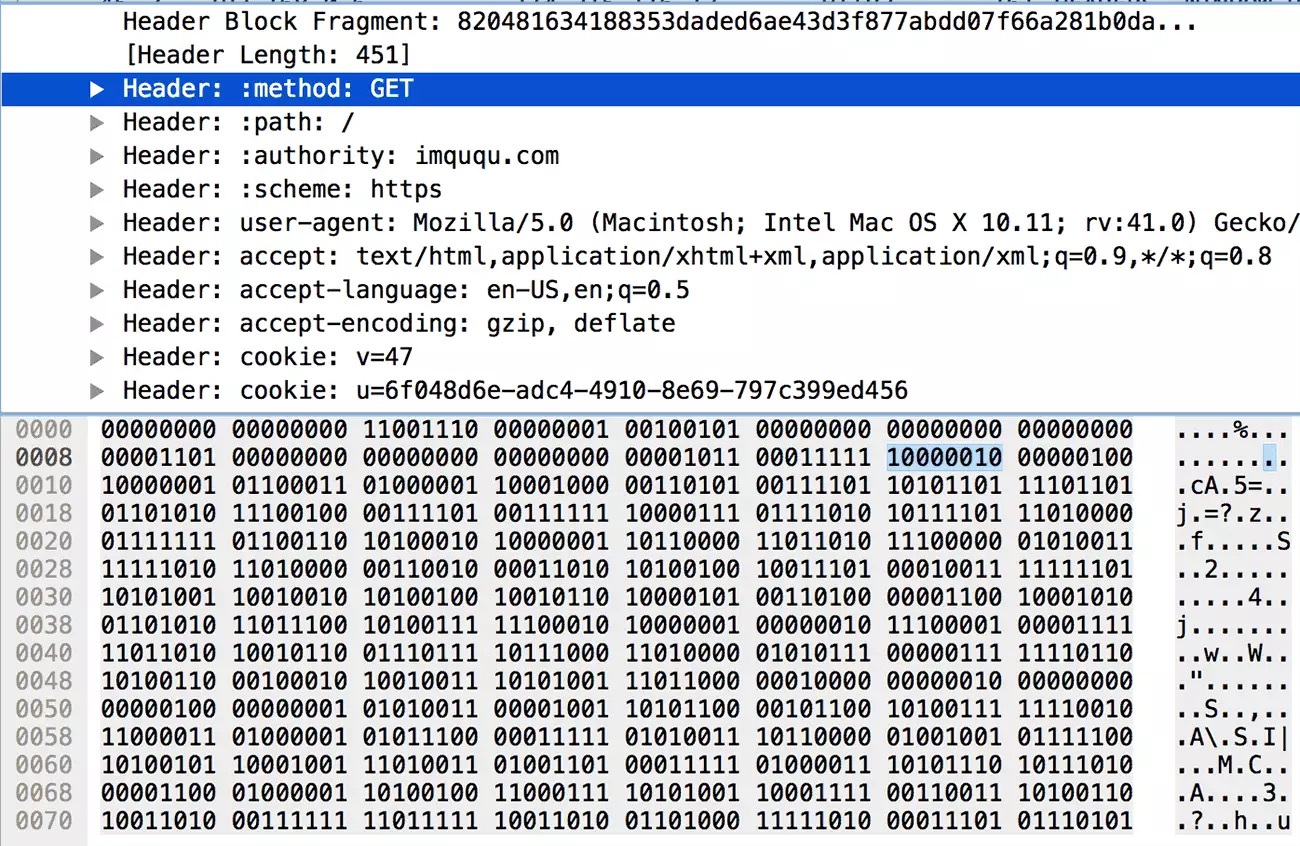 Header Block Fragment: 820481634188353daded6ae43d3f877abdd07f66a281b0da...
[Header Length: 451]
Header: :method: GET
Header: :path: /
Header: :authority: imququ.com
Header: :scheme: https
Header: user-agent: Mozilla/5.0 (Macintosh; Intel Mac OS X 10.11; rv:41.0) Gecko/
Header: accept: text/html,application/xhtml+xml,application/xml;q=0.9,*/*;q=0.8
Header: accept-language: en-US,en;q=0.5
Header: accept-encoding: gzip, deflate
Header: cookie: v=47
Header: cookie: u=6f048d6e-adc4-4910-8e69-797c399ed456
0000 00000000 00000000 11001110 00000001 00100101 00000000 00000000 00000000 ....%...
0008 00001101 00000000 00000000 00000000 00001011 00011111 10000010 00000100 ........
0010 10000001 01100011 01000001 10001000 00110101 00111101 10101101 11101101 .cA.5=..
0018 01101010 11100100 00111101 00111111 10000111 01111010 10111101 11010000 j.=?.z..
0020 01111111 01100110 10100010 10000001 10110000 11011010 11100000 01010011 .f.....S
0028 11111010 11010000 00110010 00011010 10100100 10011101 00010011 11111101 ..2.....
0030 10101001 10010010 10100100 10010110 10000101 00110100 00001100 10001010 .....4..
0038 01101010 11011100 10100111 11100010 10000001 00000010 11100001 00001111 j.......
0040 11011010 10010110 01110111 10111000 11010000 01010111 00000111 11110110 ..w..W..
0048 10100110 00100010 10010011 10101001 11011000 00010000 00000010 00000000 ."......
0050 00000100 00000001 01010011 00001001 10101100 00101100 10100111 11110010 ..S..,..
0058 11000011 01000001 01011100 00011111 01010011 10110000 01001001 01111100 .A\.S.I|
0060 10100101 10001001 11010011 01001101 00011111 01000011 10101110 10111010 ...M.C..
0068 00001100 01000001 10100100 11000111 10101001 10001111 00110011 10100110 .A....3.
0070 10011010 00111111 11011111 10011010 01101000 11111010 00011101 01110101 .?..h..u